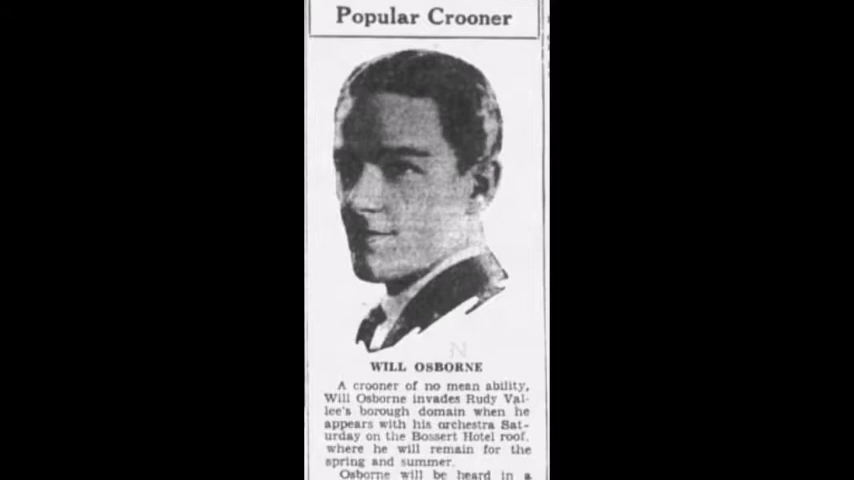 Popular Crooner
WILL OSBORNE
A crooner of no mean ability,
Will Osborne invades Rudy Val-
lee's borough domain when he
appears with his orchestra Sat-
urday on the Bossert Hotel roof,
where he will remain for the
spring and summer.
Osborne will be heard in a